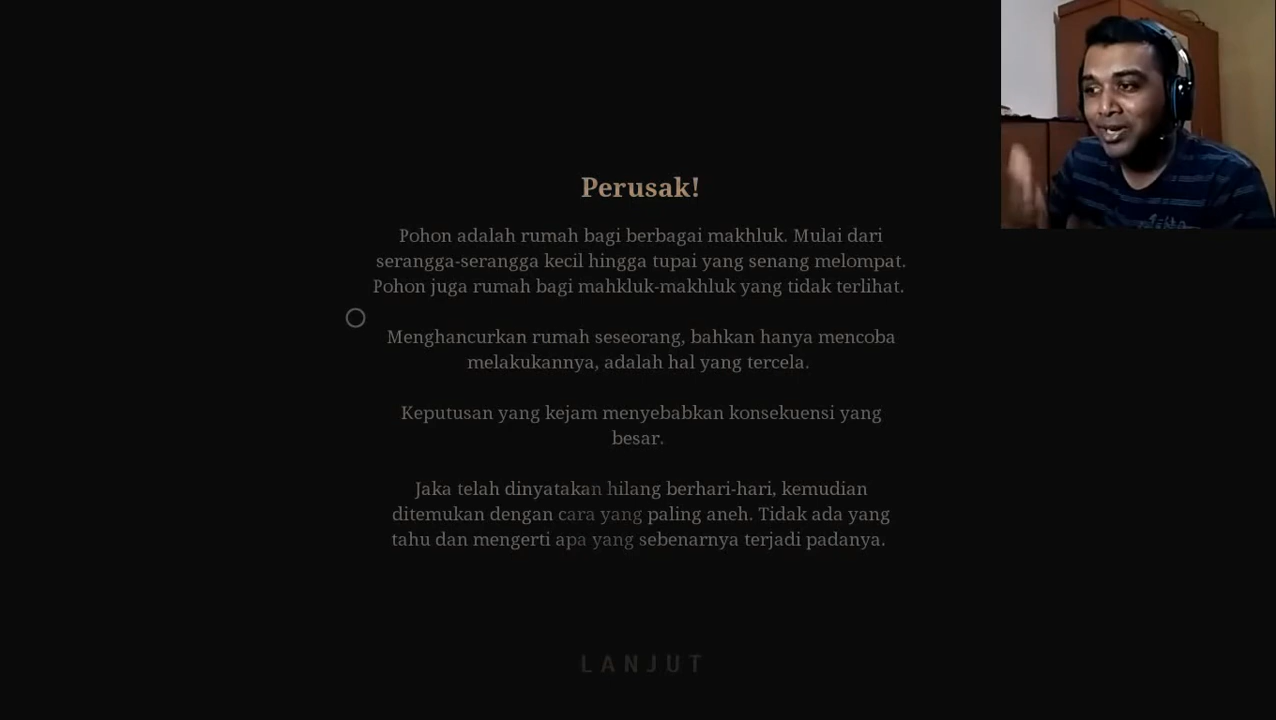 Perusak!
Pohon adalah rumah bagi berbagai makhluk. Mulai dari
serangga-serangga kecil hingga tupai yang senang melompat.
Pohon juga rumah bagi mahkluk-makhluk yang tidak terlihat.
Menghancurkan rumah seseorang, bahkan hanya mencoba
melakukannya, adalah hal yang tercela.
Keputusan yang kejam menyebabkan konsekuensi yang
besar.
Jaka telah dinyatakan hilang berhari-hari, kemudian
ditemukan dengan cara yang paling aneh. Tidak ada yang
tahu dan mengerti apa yang sebenarnya terjadi padanya.
LANJUT